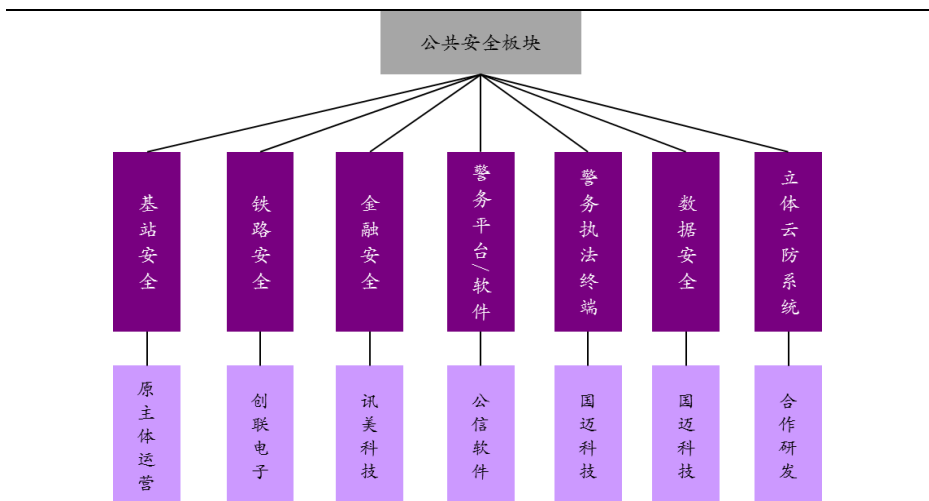 公共安全板块
基站安全
铁路安全
金融安全
警务平台/软件
警务执法终端
数据安全
立体云防系统
原主体运营
创联电子
讯美科技
公信软件
国迈科技
国迈科技
合作研发